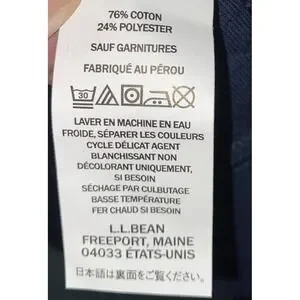 76% COTON
24% POLYESTER
SAUF GARNITURES
FABRIQUÉ AU PÉROU
30
LAVER EN MACHINE EN EAU
FROIDE, SÉPARER LES COULEURS
CYCLE DÉLICAT AGENT
BLANCHISSANT NON
DÉCOLORANT UNIQUEMENT,
SI BESOIN
SÉCHAGE PAR CULBUTAGE
BASSE TEMPÉRATURE
FER CHAUD SI BESOIN
L.L.BEAN
FREEPORT, MAINE
04033 ÉTATS-UNIS
日本語は裏面をご覧ください。